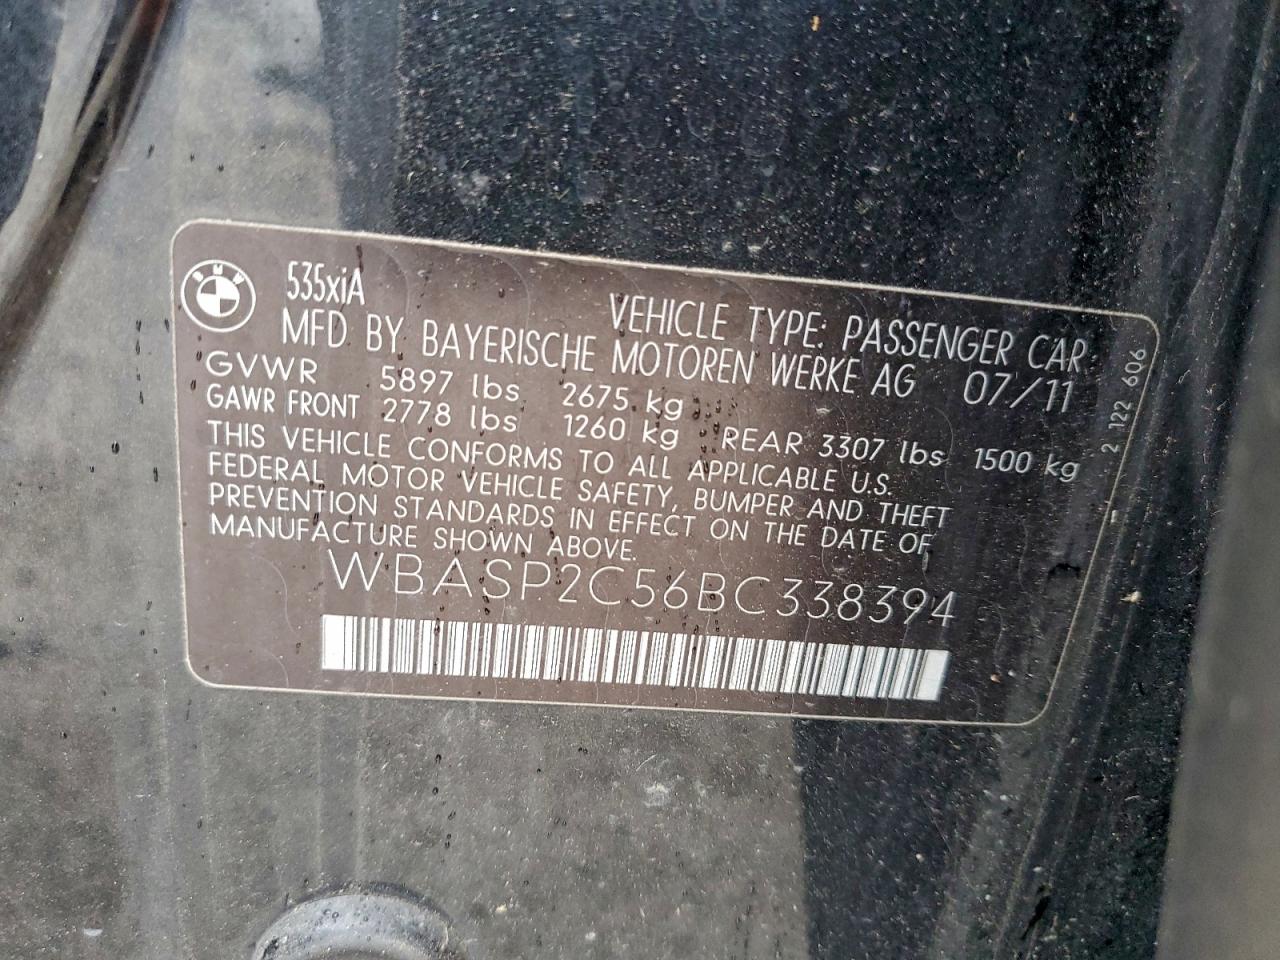 BMW
535xiA
VEHICLE TYPE: PASSENGER CAR
MFD BY BAYERISCHE MOTOREN WERKE AG 07/11
GVWR 5897 lbs 2675 kg
GAWR FRONT 2778 lbs 1260 kg REAR 3307 lbs 1500 kg
THIS VEHICLE CONFORMS TO ALL APPLICABLE U.S.
FEDERAL MOTOR VEHICLE SAFETY, BUMPER AND THEFT
PREVENTION STANDARDS IN EFFECT ON THE DATE OF
MANUFACTURE SHOWN ABOVE.
WBASP2C56BC338394
2 122 606